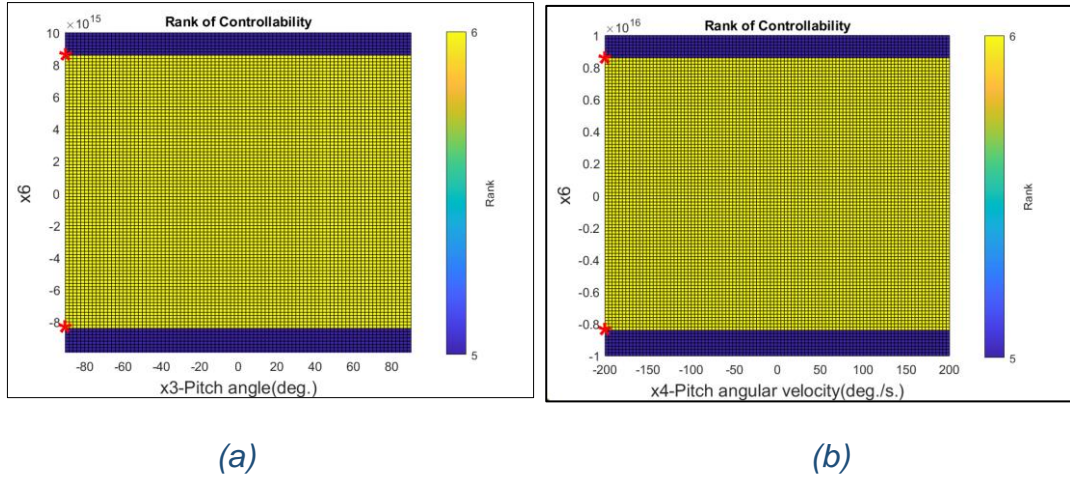 ×10^15
Rank of Controllability
10
8
6
4
2
0
-2
-4
-6
-8
x6
-80 -60 -40 -20 0 20 40 60 80
x3-Pitch angle(deg.)
6
5
Rank
×10^16
Rank of Controllability
1
0.8
0.6
0.4
0.2
0
-0.2
-0.4
-0.6
-0.8
-1
x6
-200 -150 -100 -50 0 50 100 150 200
x4-Pitch angular velocity(deg./s.)
6
5
Rank
(a)
(b)